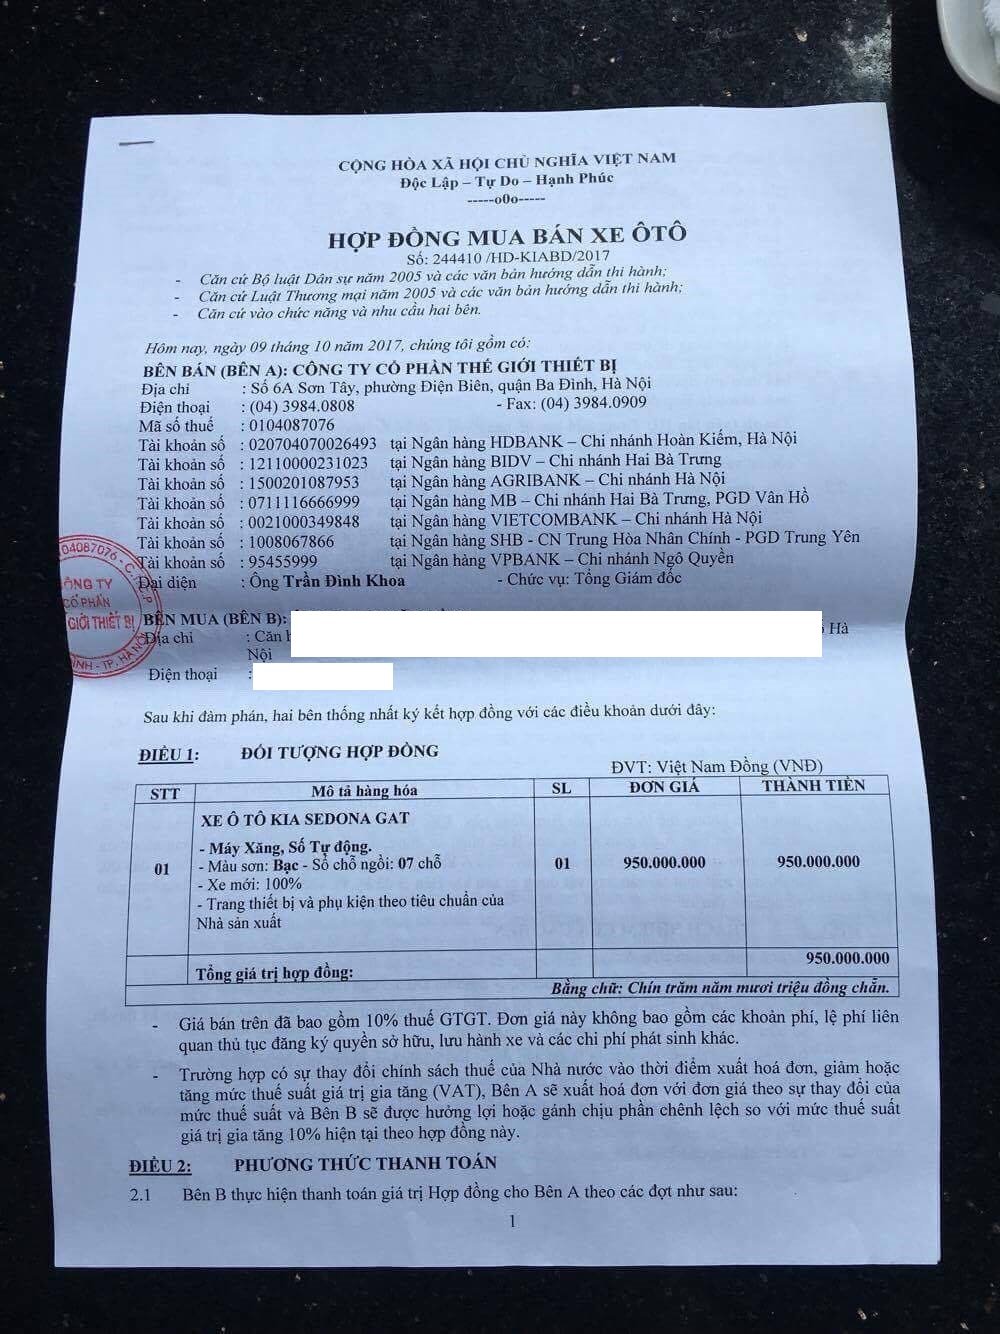 CỘNG HÒA XÃ HỘI CHỦ NGHĨA VIỆT NAM
Độc Lập – Tự Do – Hạnh Phúc
-----o0o-----
HỢP ĐỒNG MUA BÁN XE ÔTÔ
Số: 244410 /HD-KIABD/2017
- Căn cứ Bộ luật Dân sự năm 2005 và các văn bản hướng dẫn thi hành;
- Căn cứ Luật Thương mại năm 2005 và các văn bản hướng dẫn thi hành;
- Căn cứ vào chức năng và nhu cầu hai bên.
Hôm nay, ngày 09 tháng 10 năm 2017, chúng tôi gồm có:
BÊN BÁN (BÊN A): CÔNG TY CỔ PHẦN THẾ GIỚI THIẾT BỊ
Địa chỉ : Số 6A Sơn Tây, phường Điện Biên, quận Ba Đình, Hà Nội
Điện thoại : (04) 3984.0808 - Fax: (04) 3984.0909
Mã số thuế : 0104087076
Tài khoản số : 020704070026493 tại Ngân hàng HDBANK – Chi nhánh Hoàn Kiếm, Hà Nội
Tài khoản số : 12110000231023 tại Ngân hàng BIDV – Chi nhánh Hai Bà Trưng
Tài khoản số : 1500201087953 tại Ngân hàng AGRIBANK – Chi nhánh Hà Nội
Tài khoản số : 0711116666999 tại Ngân hàng MB – Chi nhánh Hai Bà Trưng, PGD Vân Hồ
Tài khoản số : 0021000349848 tại Ngân hàng VIETCOMBANK – Chi nhánh Hà Nội
Tài khoản số : 1008067866 tại Ngân hàng SHB - CN Trung Hòa Nhân Chính - PGD Trung Yên
Tài khoản số : 95455999 tại Ngân hàng VPBANK – Chi nhánh Ngô Quyền
Đại diện : Ông Trần Đình Khoa - Chức vụ: Tổng Giám đốc
04087076 - C.T.C.P
ÔNG TY
CỔ PHẦN
GIỚI THIẾT BỊ
ĐÌNH - TP. HÀ NỘI
BÊN MUA (BÊN B):
Địa chỉ : Căn Hà
Nội
Điện thoại :
Sau khi đàm phán, hai bên thống nhất ký kết hợp đồng với các điều khoản dưới đây:
ĐIỀU 1: ĐỐI TƯỢNG HỢP ĐỒNG
ĐVT: Việt Nam Đồng (VNĐ)
STT Mô tả hàng hóa SL ĐƠN GIÁ THÀNH TIỀN
XE Ô TÔ KIA SEDONA GAT
- Máy Xăng, Số Tự động.
01 - Màu sơn: Bạc - Số chỗ ngồi: 07 chỗ 01 950.000.000 950.000.000
- Xe mới: 100%
- Trang thiết bị và phụ kiện theo tiêu chuẩn của
Nhà sản xuất
Tổng giá trị hợp đồng: 950.000.000
Bằng chữ: Chín trăm năm mươi triệu đồng chẵn.
- Giá bán trên đã bao gồm 10% thuế GTGT. Đơn giá này không bao gồm các khoản phí, lệ phí liên
quan thủ tục đăng ký quyền sở hữu, lưu hành xe và các chi phí phát sinh khác.
- Trường hợp có sự thay đổi chính sách thuế của Nhà nước vào thời điểm xuất hoá đơn, giảm hoặc
tăng mức thuế suất giá trị gia tăng (VAT), Bên A sẽ xuất hoá đơn với đơn giá theo sự thay đổi của
mức thuế suất và Bên B sẽ được hưởng lợi hoặc gánh chịu phần chênh lệch so với mức thuế suất
giá trị gia tăng 10% hiện tại theo hợp đồng này.
ĐIỀU 2: PHƯƠNG THỨC THANH TOÁN
2.1 Bên B thực hiện thanh toán giá trị Hợp đồng cho Bên A theo các đợt như sau:
1